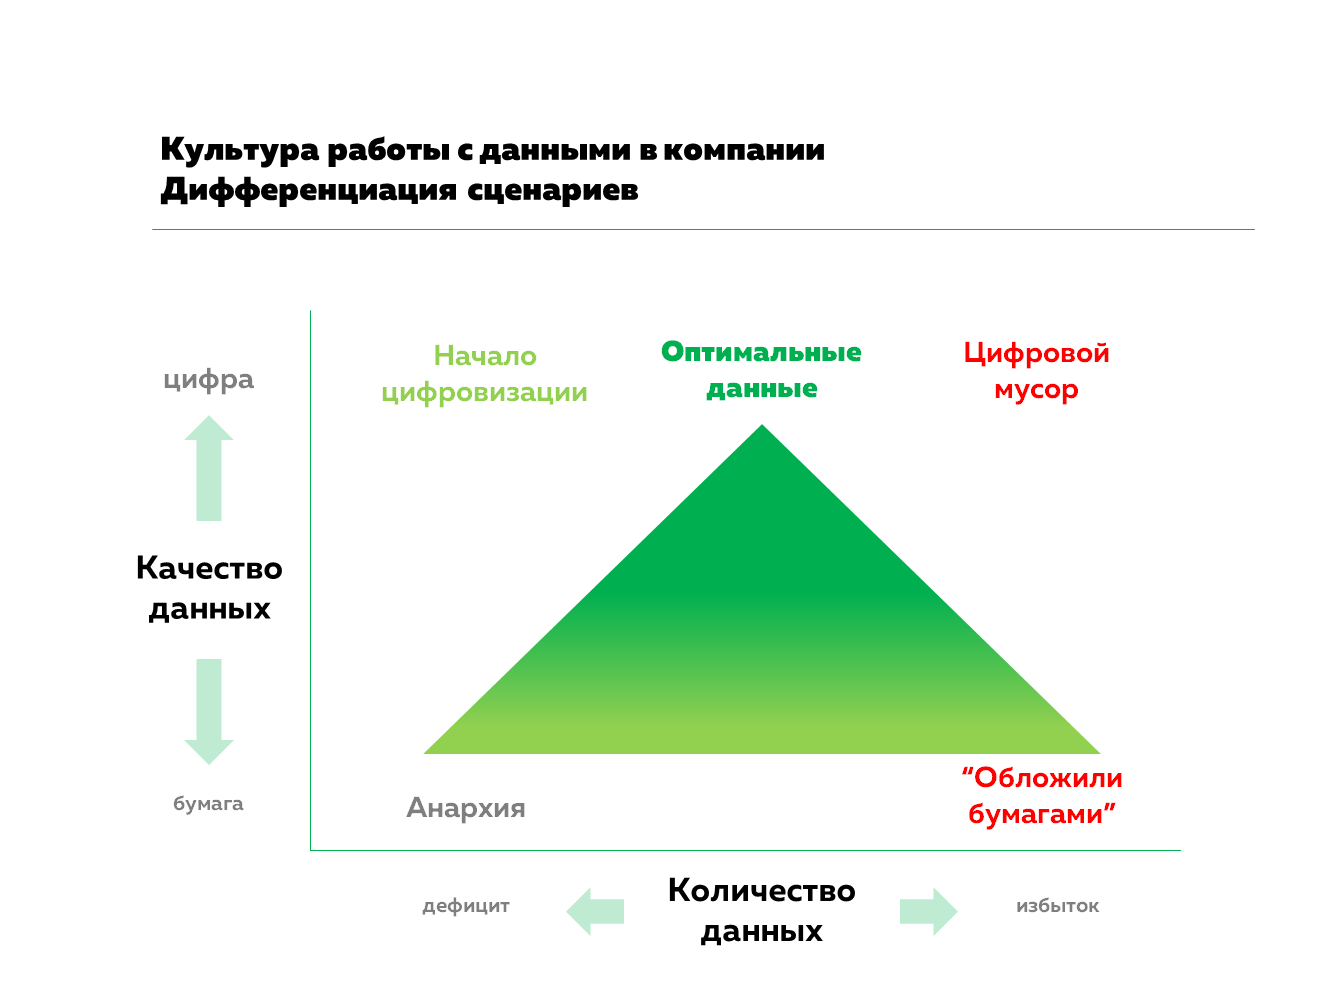 Культура работы с данными в компании
Дифференциация сценариев
Начало
цифровизации
Оптимальные
данные
Цифровой
мусор
цифра
Качество
данных
бумага
Анархия
“Обложили
бумагами”
дефицит
Количество
данных
избыток